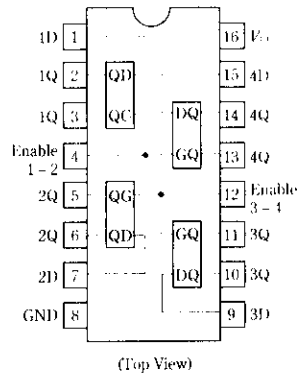 1D 1 16 Vcc
1Q 2 QD 15 4D
1Q 3 QC DQ 14 4Q
Enable
1-2 4 GQ 13 4Q
2Q 5 QG 12 Enable
3-4
2Q 6 QD GQ 11 3Q
2D 7 DQ 10 3Q
GND 8 9 3D
(Top View)